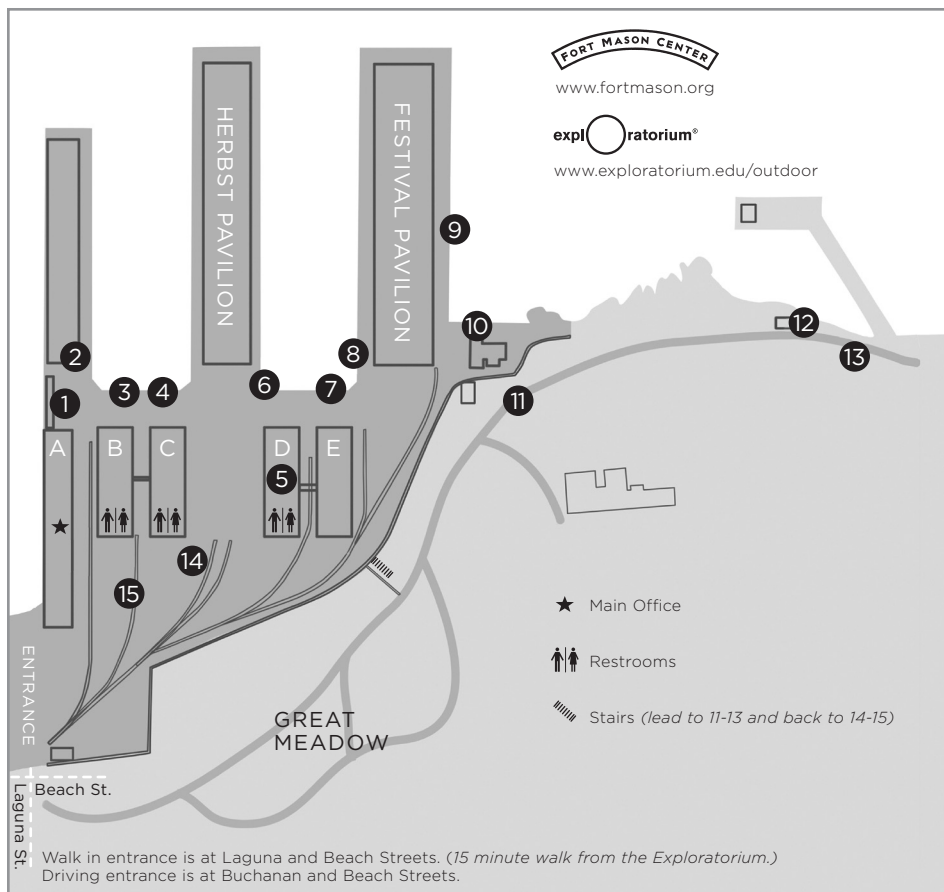 FORT MASON CENTER
www.fortmason.org
expl ratorium®
www.exploratorium.edu/outdoor
HERBST PAVILION
FESTIVAL PAVILION
9
2
10
12
8
13
6
7
3
4
1
11
A
B
C
D
E
5
14
15
Main Office
Restrooms
Stairs (lead to 11-13 and back to 14-15)
ENTRANCE
GREAT
MEADOW
Beach St.
Laguna St.
Walk in entrance is at Laguna and Beach Streets. (15 minute walk from the Exploratorium.)
Driving entrance is at Buchanan and Beach Streets.